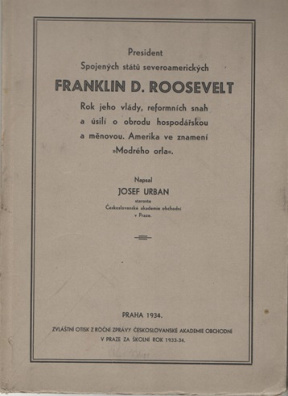 President
Spojených států severoamerických
FRANKLIN D. ROOSEVELT
Rok jeho vlády, reformních snah
a úsilí o obrodu hospodářskou
a měnovou. Amerika ve znamení
»Modrého orla«.
Napsal
JOSEF URBAN
Československé akademie obchodní
v Praze.
PRAHA 1934.
ZVLÁŠTNÍ OTISK Z ROČNÍ ZPRÁVY ČESKOSLOVANSKÉ AKADEMIE OBCHODNÍ
V PRAZE ZA ŠKOLNÍ ROK 1933-34.